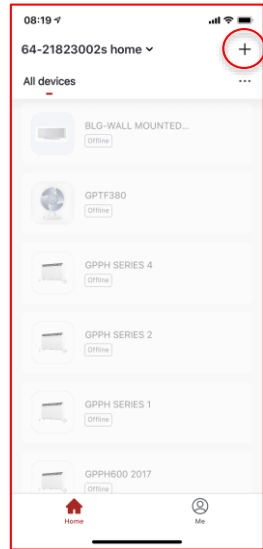 08:19
64-21823002s home
All devices
BLG-WALL MOUNTED...
Offline
GPTF380
Offline
GPPH SERIES 4
Offline
GPPH SERIES 2
Offline
GPPH SERIES 1
Offline
GPPH600 2017
Offline
Home
Me